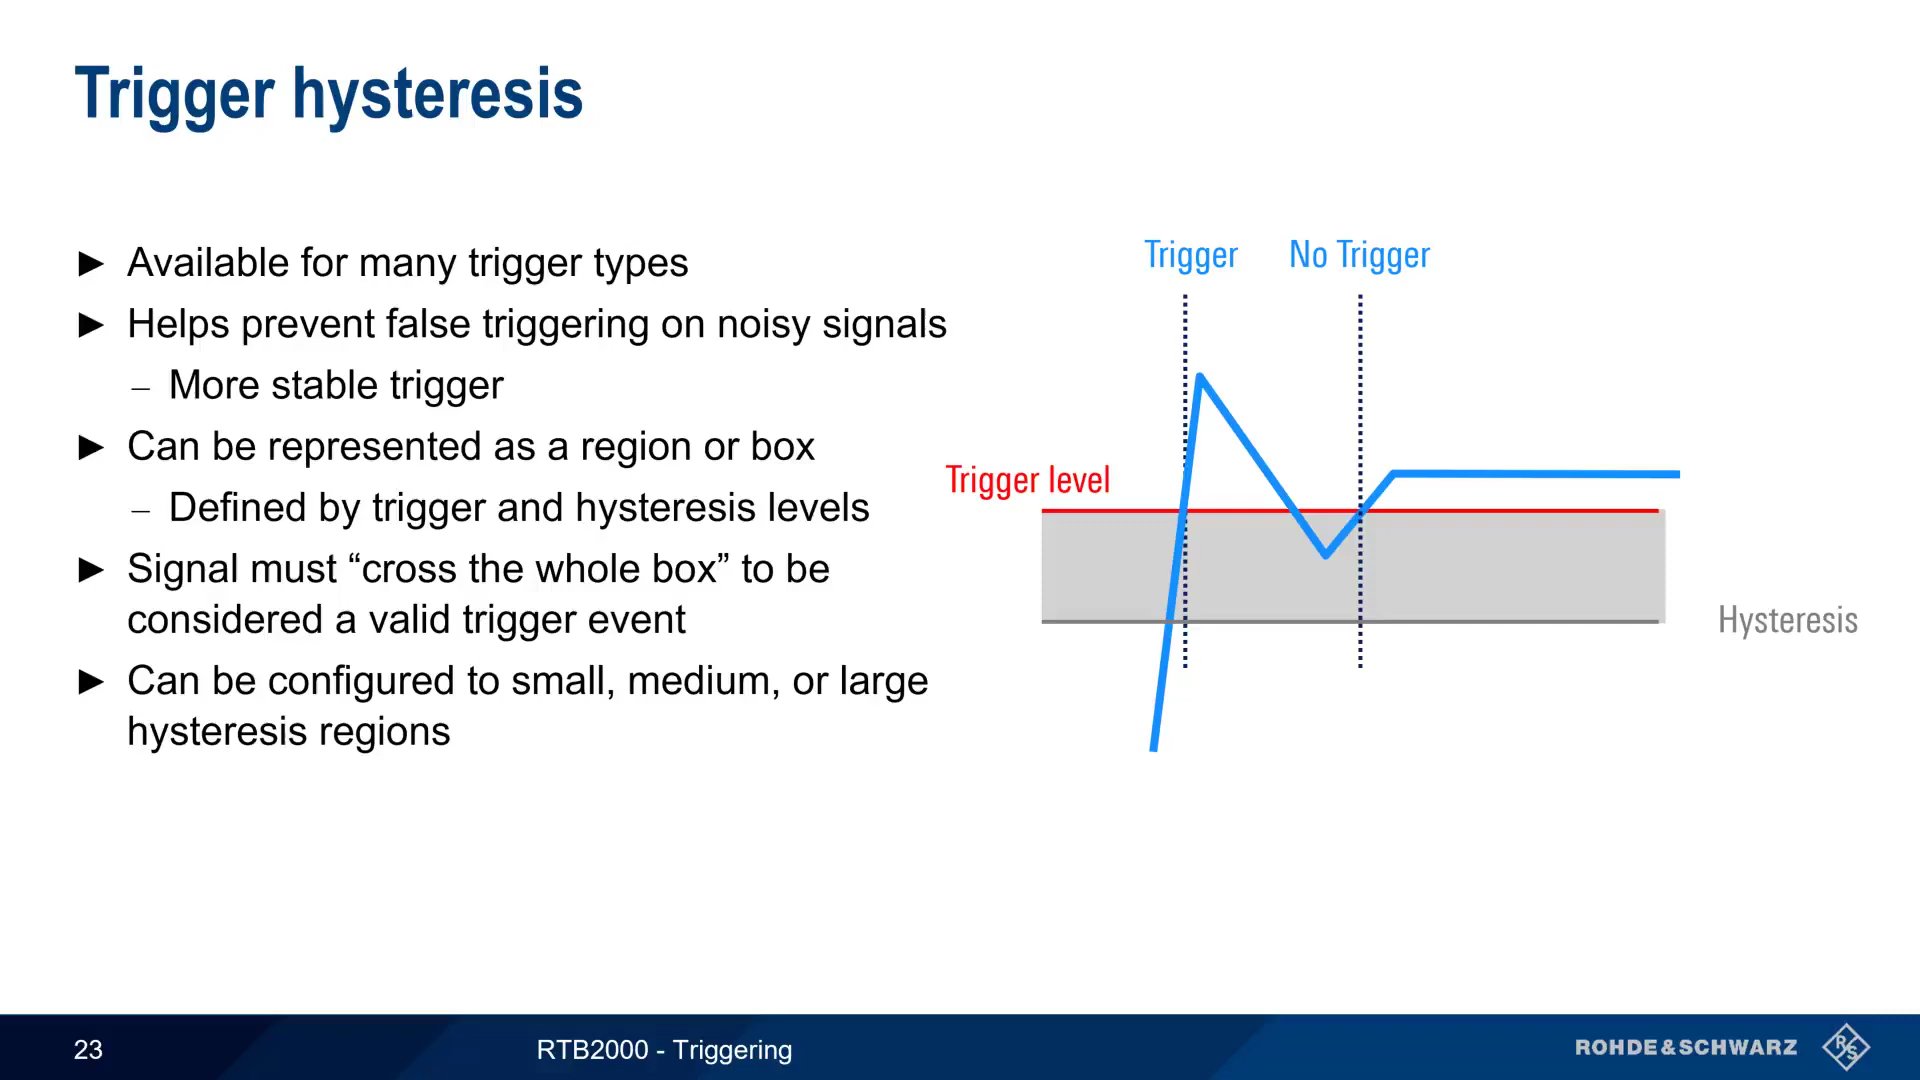 Trigger hysteresis
► Available for many trigger types
► Helps prevent false triggering on noisy signals
– More stable trigger
► Can be represented as a region or box
– Defined by trigger and hysteresis levels
► Signal must “cross the whole box” to be
considered a valid trigger event
► Can be configured to small, medium, or large
hysteresis regions
Trigger
No Trigger
Trigger level
Hysteresis
23
RTB2000 - Triggering
ROHDE&SCHWARZ
R&S